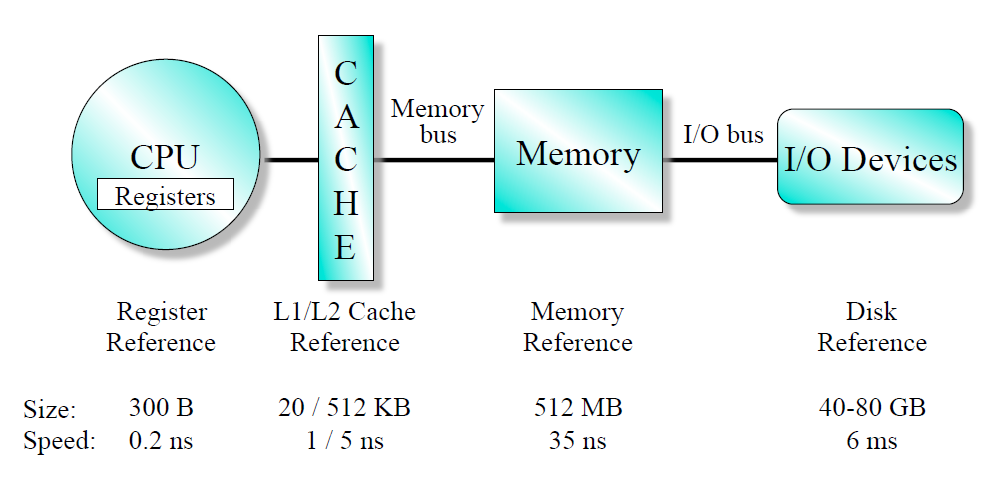 CPU
Registers
C
A
C
H
E
Memory
bus
Memory
I/O bus
I/O Devices
Register
Reference
L1/L2 Cache
Reference
Memory
Reference
Disk
Reference
Size: 300 B 20 / 512 KB 512 MB 40-80 GB
Speed: 0.2 ns 1 / 5 ns 35 ns 6 ms